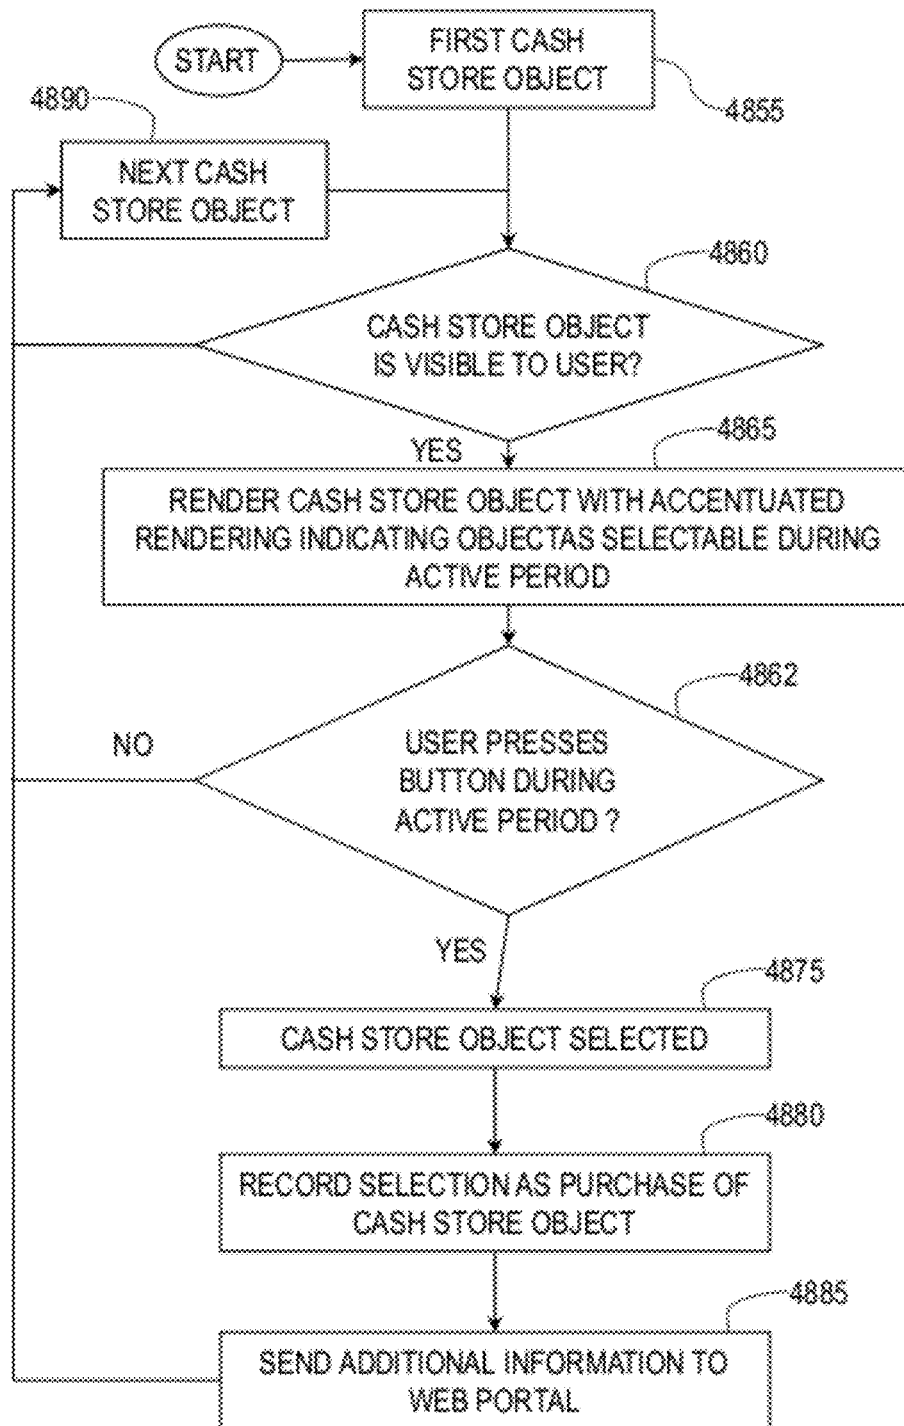 START
FIRST CASH
STORE OBJECT
4855
4890
NEXT CASH
STORE OBJECT
4860
CASH STORE OBJECT
IS VISIBLE TO USER?
YES
4865
RENDER CASH STORE OBJECT WITH ACCENTUATED
RENDERING INDICATING OBJECTAS SELECTABLE DURING
ACTIVE PERIOD
4862
NO
USER PRESSES
BUTTON DURING
ACTIVE PERIOD ?
YES
4875
CASH STORE OBJECT SELECTED
4880
RECORD SELECTION AS PURCHASE OF
CASH STORE OBJECT
4885
SEND ADDITIONAL INFORMATION TO
WEB PORTAL